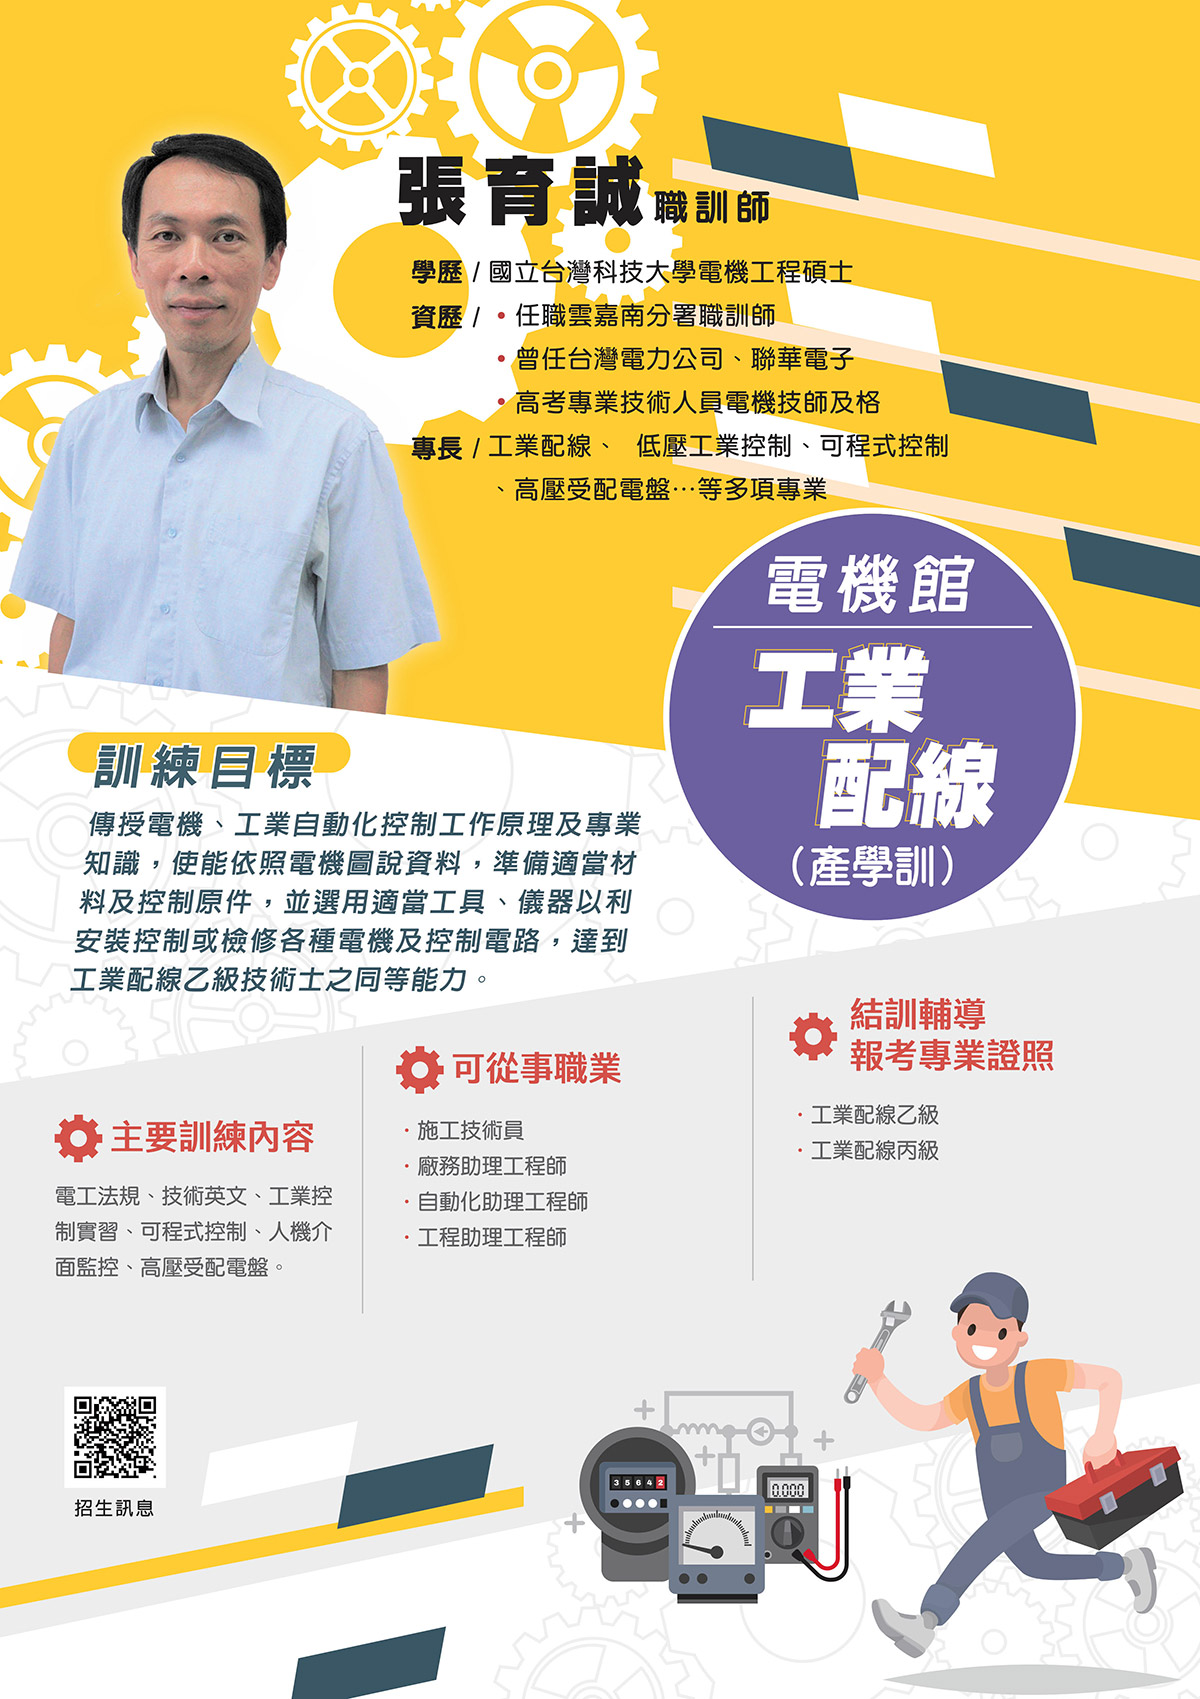 張育誠 職訓師
學歷 / 國立台灣科技大學電機工程碩士
資歷 / •任職雲嘉南分署職訓師
•曾任台灣電力公司、聯華電子
•高考專業技術人員電機技師及格
專長 / 工業配線、 低壓工業控制、可程式控制
、高壓受配電盤…等多項專業
電機館
工業
配線
（產學訓）
訓練目標
傳授電機、工業自動化控制工作原理及專業
知識，使能依照電機圖說資料，準備適當材
料及控制原件，並選用適當工具、儀器以利
安裝控制或檢修各種電機及控制電路，達到
工業配線乙級技術士之同等能力。
主要訓練內容
電工法規、技術英文、工業控
制實習、可程式控制、人機介
面監控、高壓受配電盤。
可從事職業
·施工技術員
·廠務助理工程師
·自動化助理工程師
·工程助理工程師
結訓輔導
報考專業證照
·工業配線乙級
·工業配線丙級
招生訊息
35642
0.000